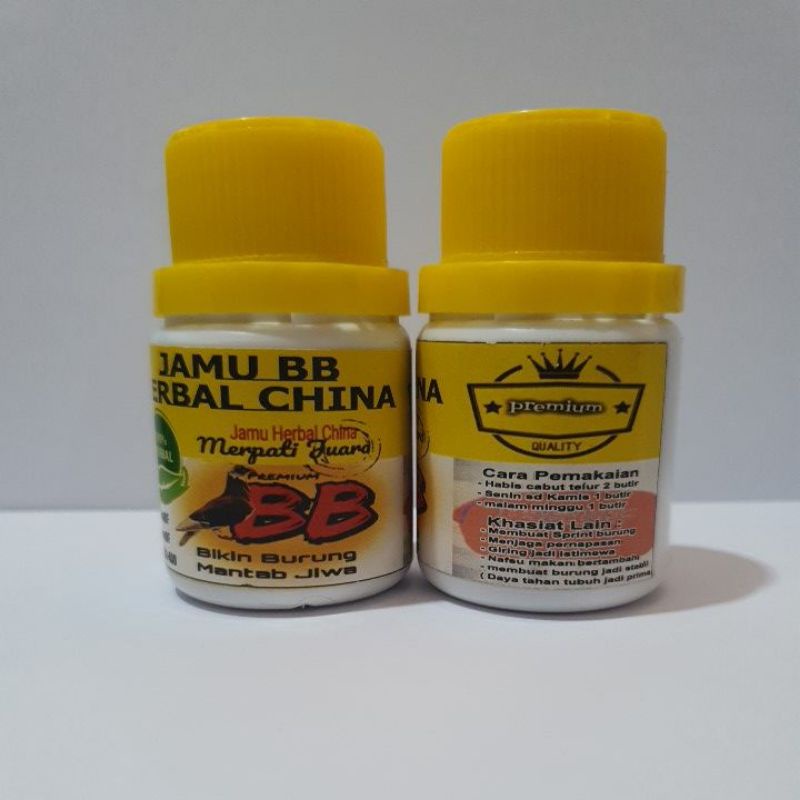 JAMU BB
ERBAL CHINA
Jamu Herbal China
Merpati Juara
PREMIUM
BB
Bikin Burung
Mantab Jiwa
NA
premium
QUALITY
Cara Pemakaian
- Habis cabut telur 2 butir
- Senin sd Kamis 1 butir
- malam minggu 1 butir
Khasiat Lain :
- Membuat Sprint burung
- Menjaga pernapasan
- Giring jadi istimewa
- Nafsu makan bertambah
- membuat burung jadi stabil
( Daya tahan tubuh jadi prima